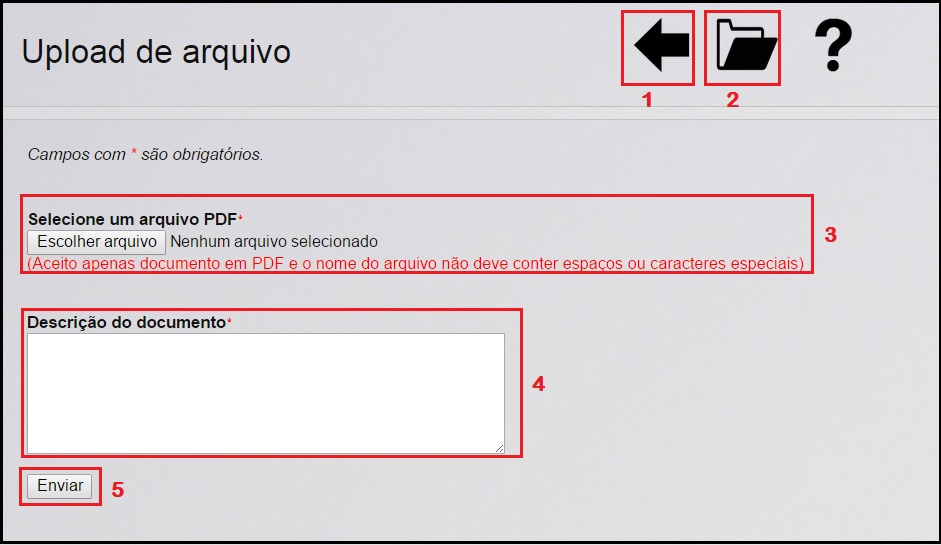 Upload de arquivo
?
1
2
Campos com * são obrigatórios.
Selecione um arquivo PDF*
Escolher arquivo Nenhum arquivo selecionado
3
(Aceito apenas documento em PDF e o nome do arquivo não deve conter espaços ou caracteres especiais)
Descrição do documento*
4
Enviar
5